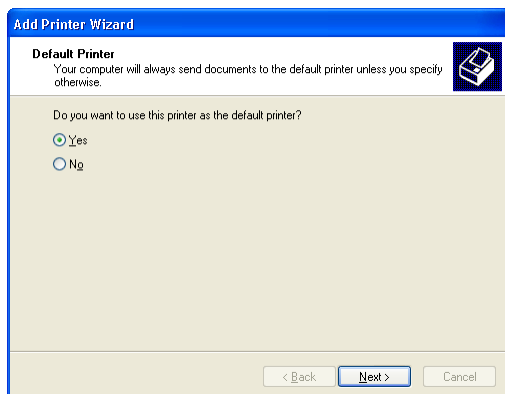 Add Printer Wizard
Default Printer
Your computer will always send documents to the default printer unless you specify
otherwise.
Do you want to use this printer as the default printer?
Yes
No
< Back
Next >
Cancel